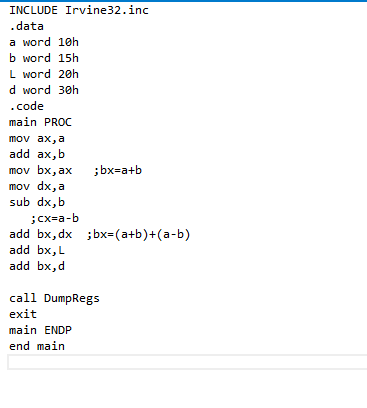 INCLUDE Irvine32.inc
.data
a word 10h
b word 15h
L word 20h
d word 30h
.code
main PROC
mov ax,a
add ax,b
mov bx,ax   ;bx=a+b
mov dx,a
sub dx,b
   ;cx=a-b
add bx,dx  ;bx=(a+b)+(a-b)
add bx,L
add bx,d

call DumpRegs
exit
main ENDP
end main